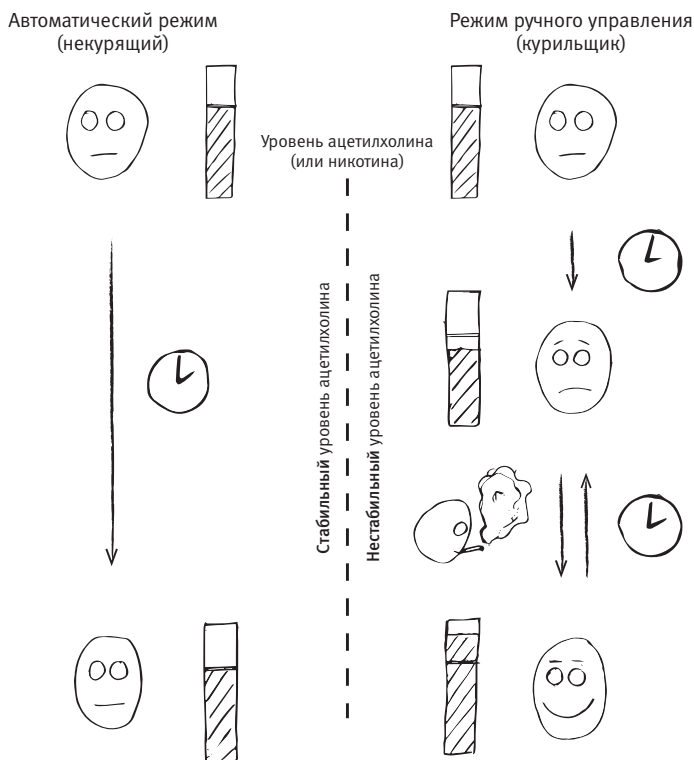 Автоматический режим
(некурящий)
Режим ручного управления
(курильщик)
Уровень ацетилхолина
(или никотина)
Стабильный уровень ацетилхолина
Нестабильный уровень ацетилхолина